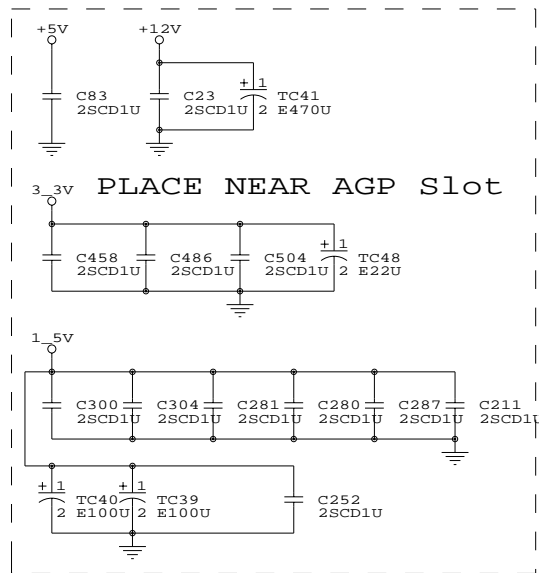 +5V
+12V
C83
2SCD1U
C23
2SCD1U
+ 1
TC41
2 E470U
PLACE NEAR AGP Slot
3_3V
C458
2SCD1U
C486
2SCD1U
C504
2SCD1U
+ 1
TC48
2 E22U
1_5V
C300
2SCD1U
C304
2SCD1U
C281
2SCD1U
C280
2SCD1U
C287
2SCD1U
C211
2SCD1U
+ 1
TC40
2 E100U
+ 1
TC39
2 E100U
C252
2SCD1U